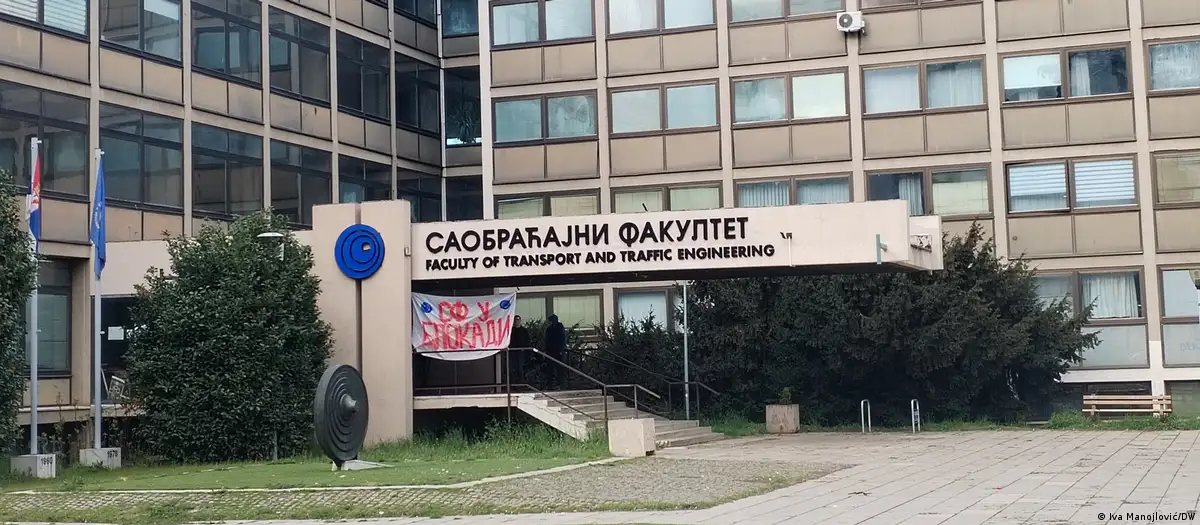 САОБРАЋАЈНИ ФАКУЛТЕТ
FACULTY OF TRANSPORT AND TRAFFIC ENGINEERING
СФ У
БЛОКАДИ
© Iva Manojlović/DW